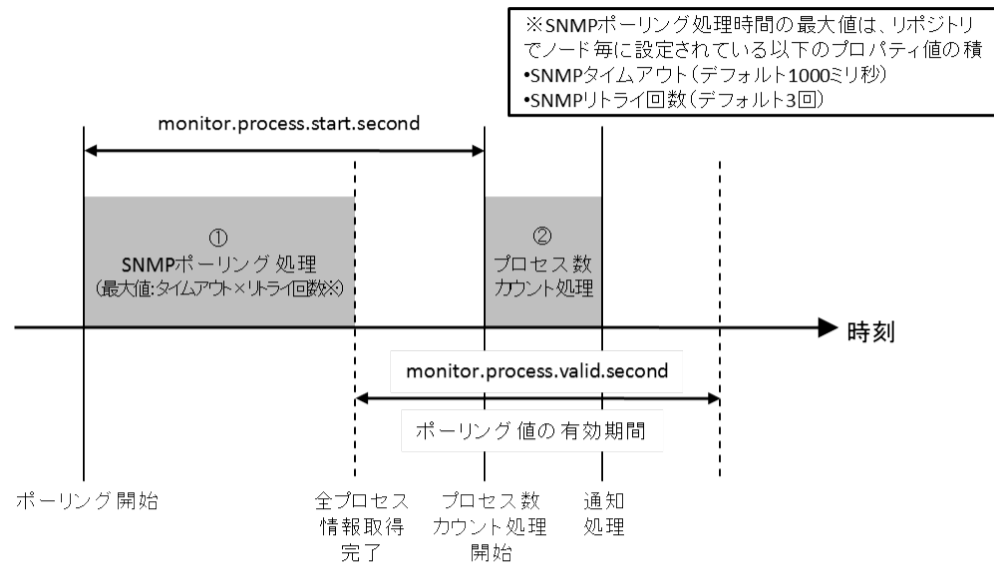 ※SNMPポーリング処理時間の最大値は、リポジトリ
でノード毎に設定されている以下のプロパティ値の積
•SNMPタイムアウト(デフォルト1000ミリ秒)
•SNMPリトライ回数(デフォルト3回)
monitor.process.start.second
①
SNMPポーリング処理
(最大値:タイムアウト×リトライ回数※)
②
プロセス数
カウント処理
時刻
monitor.process.valid.second
ポーリング値の有効期間
ポーリング開始
全プロセス
情報取得
完了
プロセス数
カウント処理
開始
通知
処理